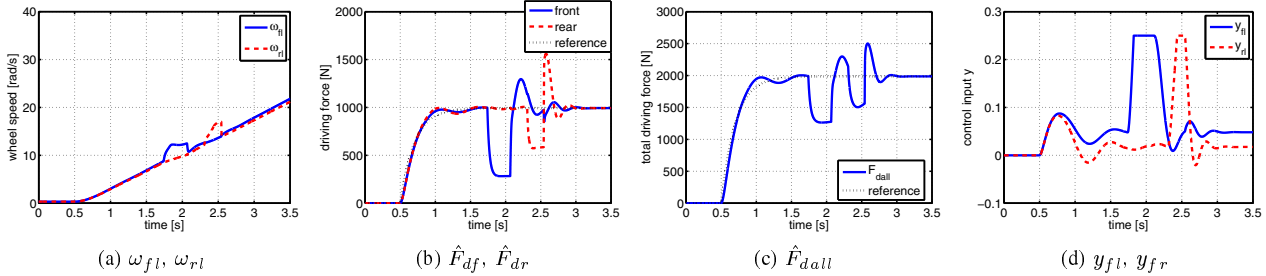 40
30
20
10
0
0 0.5 1 1.5 2 2.5 3 3.5
time [s]
wheel speed [rad/s]
ω_fl
ω_rl
(a) ω_fl, ω_rl
2000
1500
1000
500
0
0 0.5 1 1.5 2 2.5 3 3.5
time [s]
driving force [N]
front
rear
reference
(b) F̂_df, F̂_dr
3000
2500
2000
1500
1000
500
0
0 0.5 1 1.5 2 2.5 3 3.5
time [s]
total driving force [N]
F_dall
reference
(c) F̂_dall
0.3
0.2
0.1
0
−0.1
0 0.5 1 1.5 2 2.5 3 3.5
time [s]
control input y
y_fl
y_rl
(d) y_fl, y_fr